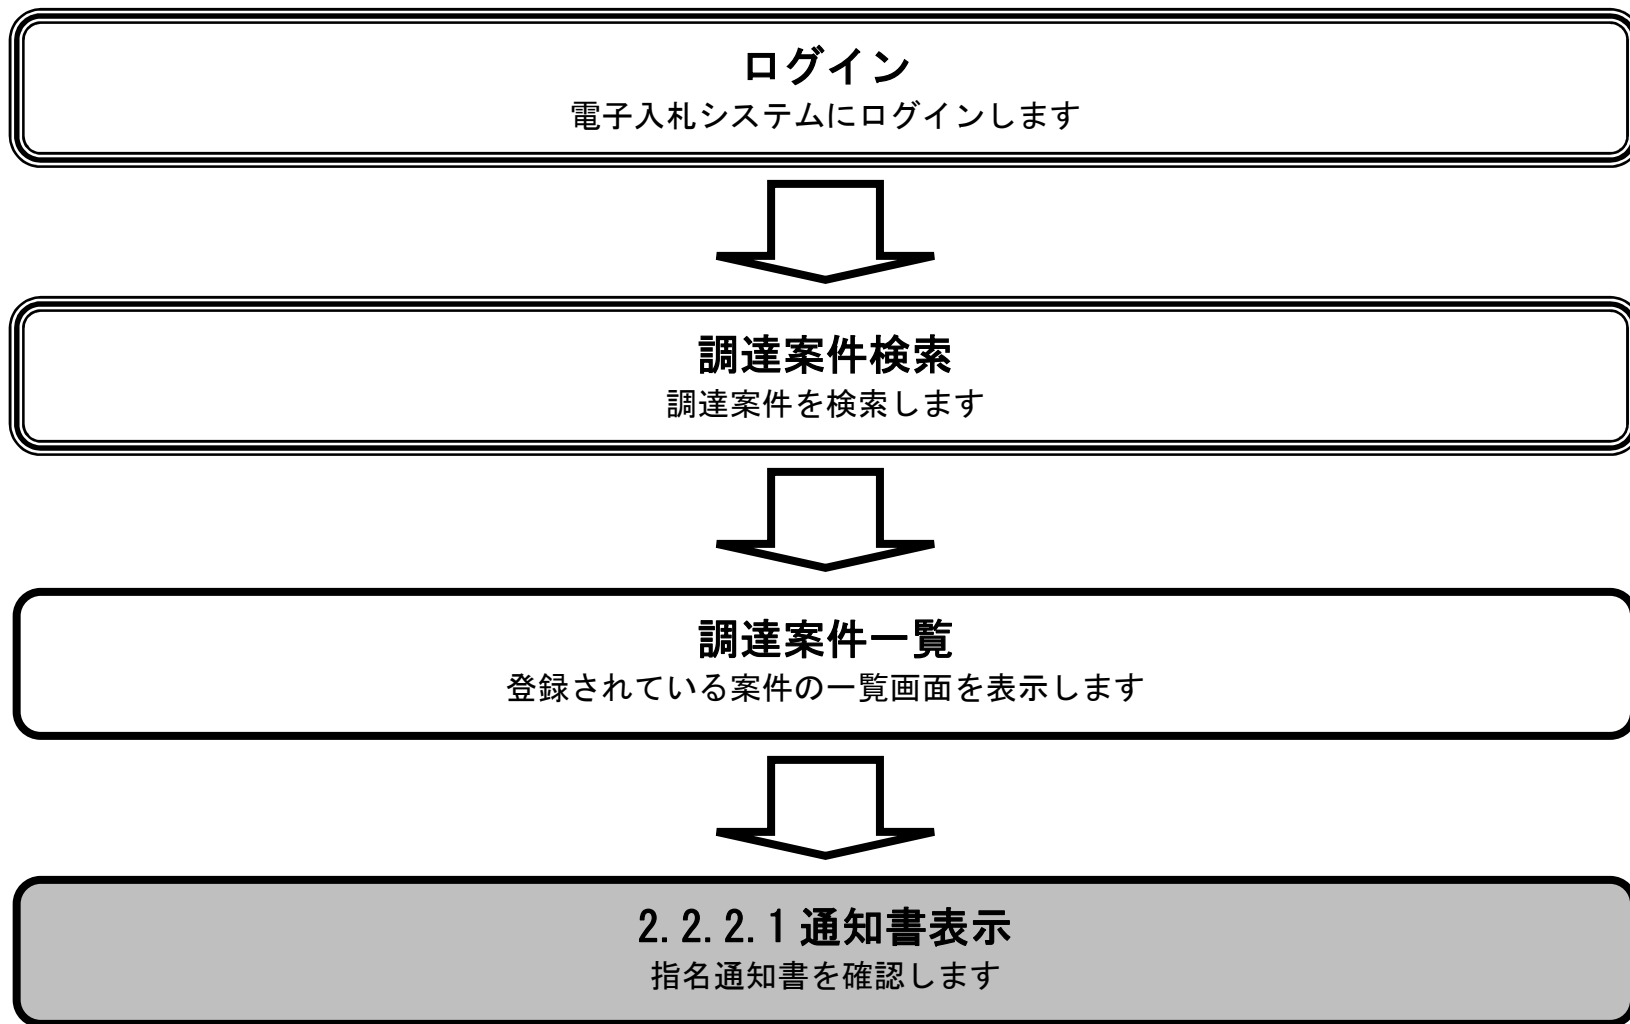 ログイン
電子入札システムにログインします
調達案件検索
調達案件を検索します
調達案件一覧
登録されている案件の一覧画面を表示します
2.2.2.1 通知書表示
指名通知書を確認します